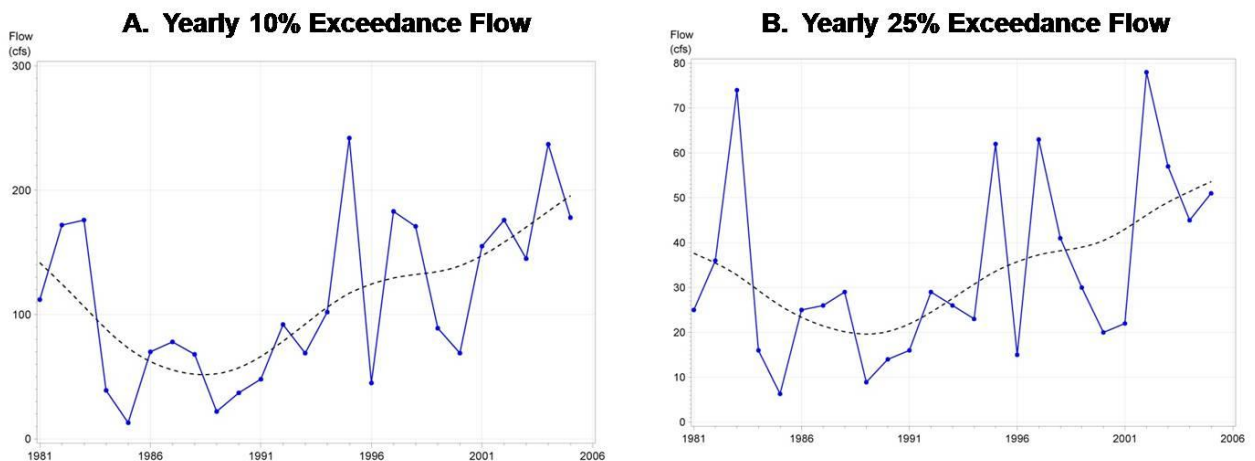 A. Yearly 10% Exceedance Flow
Flow
(cfs)
300
200
100
0
1981 1986 1991 1996 2001 2006
B. Yearly 25% Exceedance Flow
Flow
(cfs)
80
70
60
50
40
30
20
10
0
1981 1986 1991 1996 2001 2006